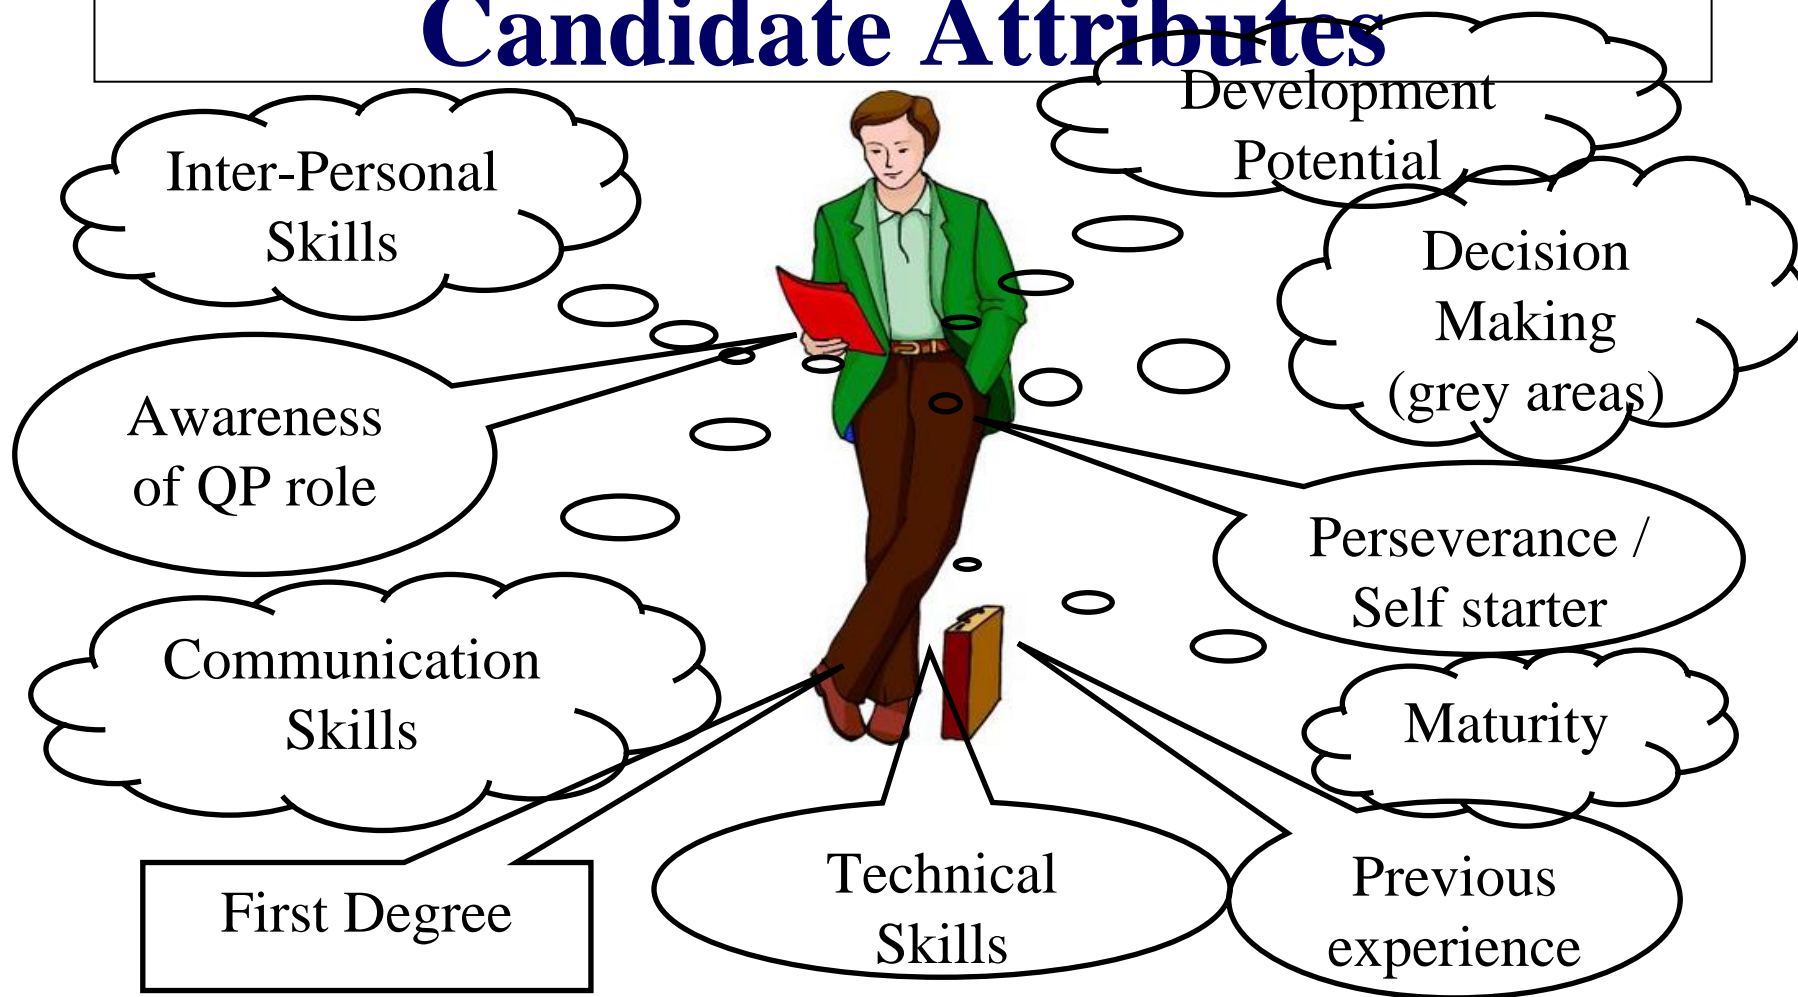 Candidate Attributes
Development
Potential
Inter-Personal
Skills
Decision
Making
(grey areas)
Awareness
of QP role
Perseverance /
Self starter
Communication
Skills
Maturity
First Degree
Technical
Skills
Previous
experience